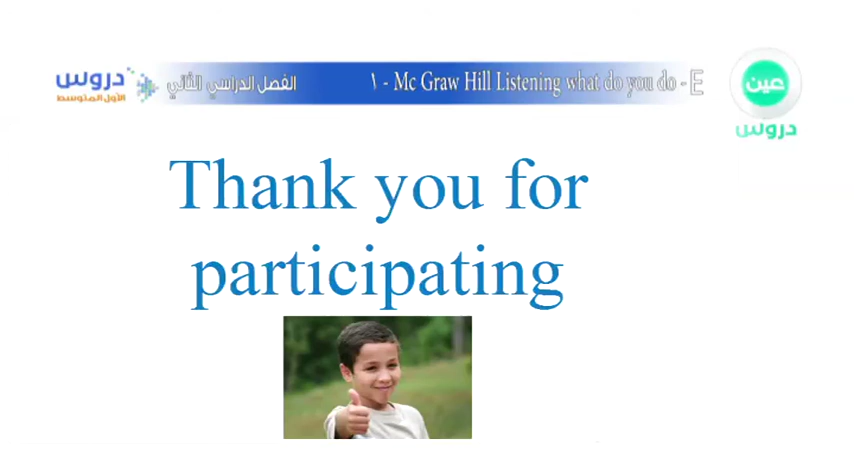 دروس
الأول المتوسط
الفصل الدراسي الثاني
١ - Mc Graw Hill Listening what do you do - E
عين
دروس
Thank you for
participating